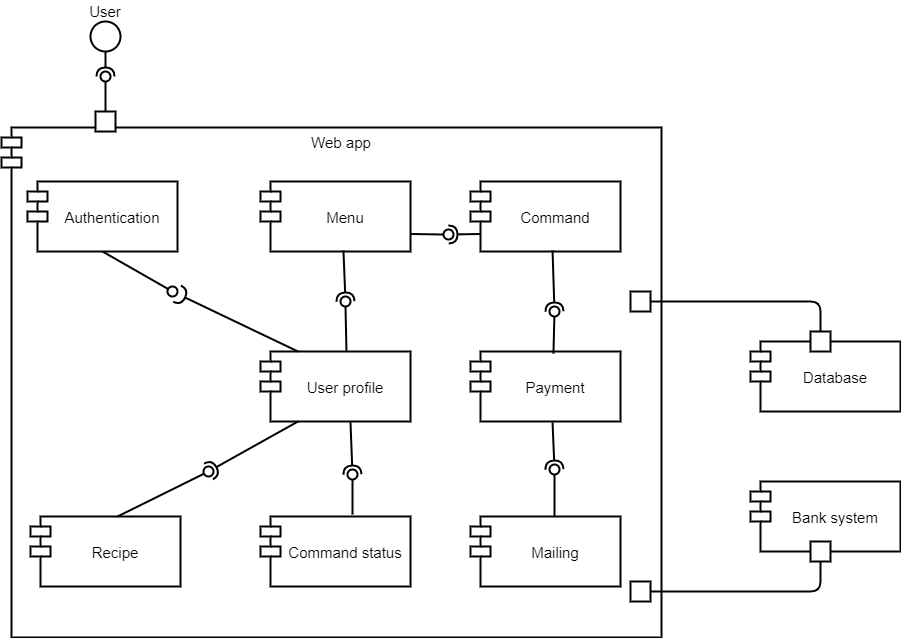 User
Web app
Authentication
Menu
Command
User profile
Payment
Database
Recipe
Command status
Mailing
Bank system